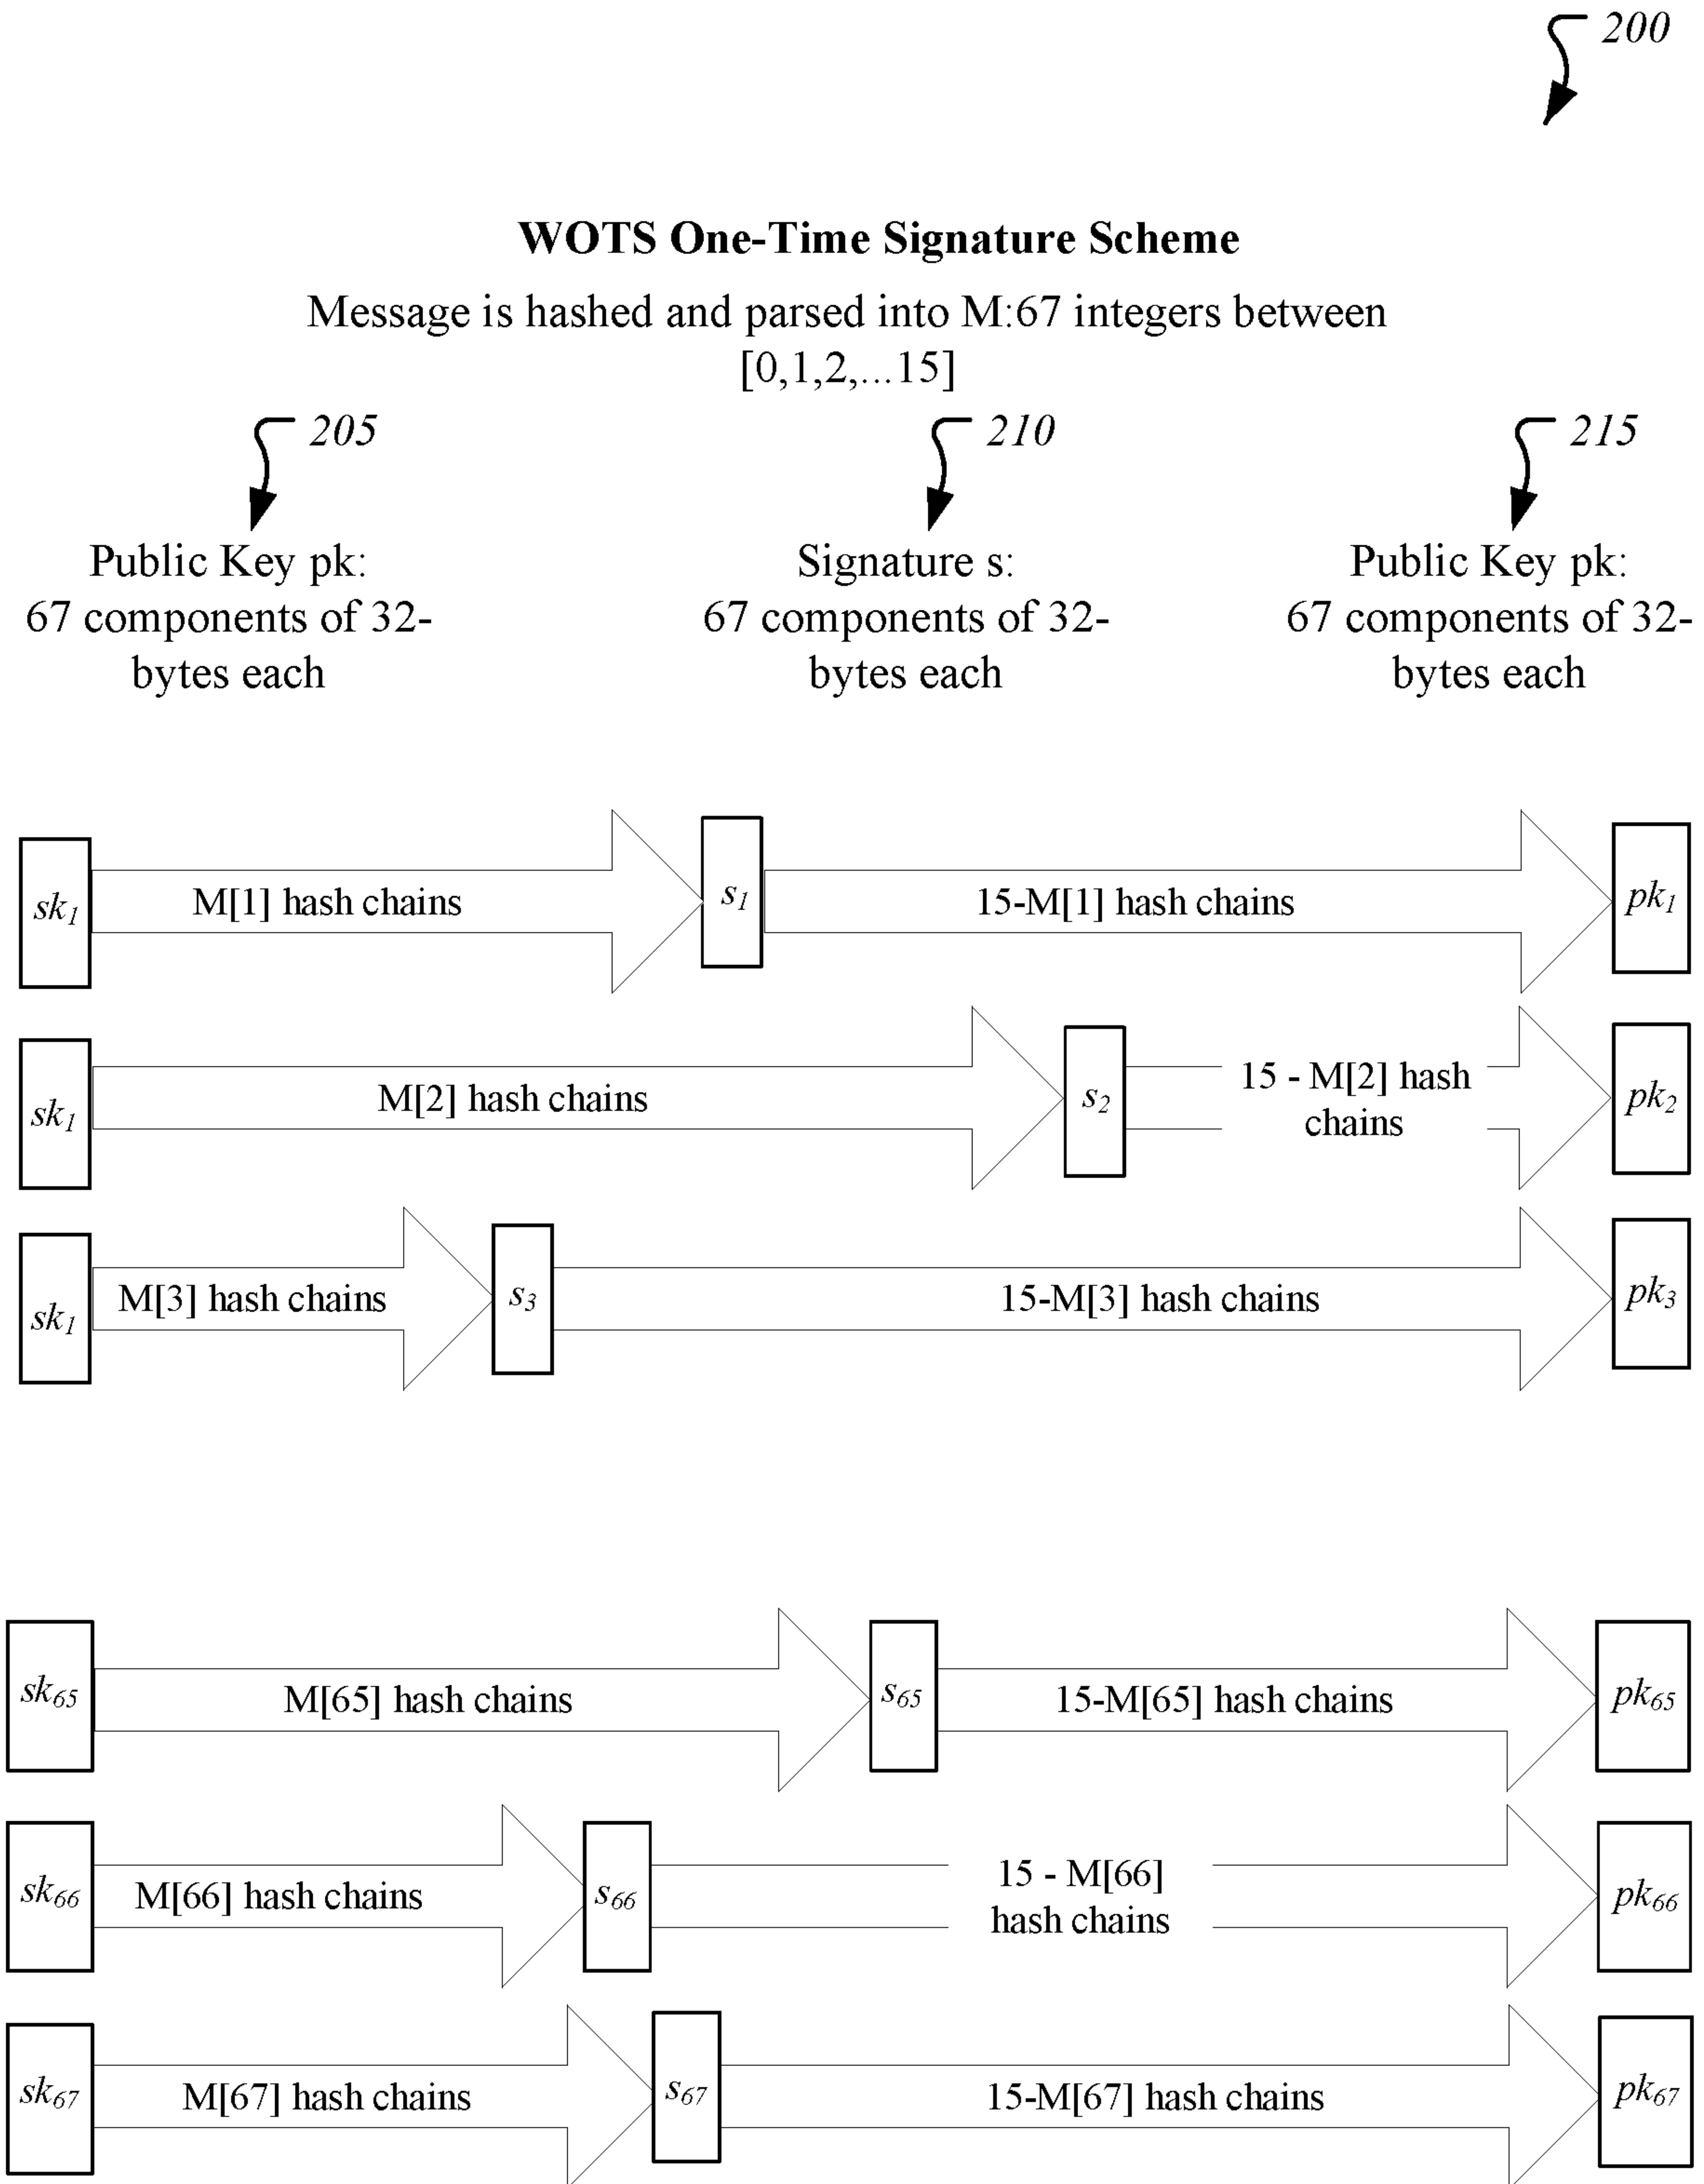 200
WOTS One-Time Signature Scheme
Message is hashed and parsed into M:67 integers between
[0,1,2,...15]
205
210
215
Public Key pk:
67 components of 32-
bytes each
Signature s:
67 components of 32-
bytes each
Public Key pk:
67 components of 32-
bytes each
sk1 M[1] hash chains s1 15-M[1] hash chains pk1
sk1 M[2] hash chains s2 15 - M[2] hash
chains
pk2
sk1 M[3] hash chains s3 15-M[3] hash chains pk3
sk65 M[65] hash chains s65 15-M[65] hash chains pk65
sk66 M[66] hash chains s66 15 - M[66]
hash chains
pk66
sk67 M[67] hash chains s67 15-M[67] hash chains pk67